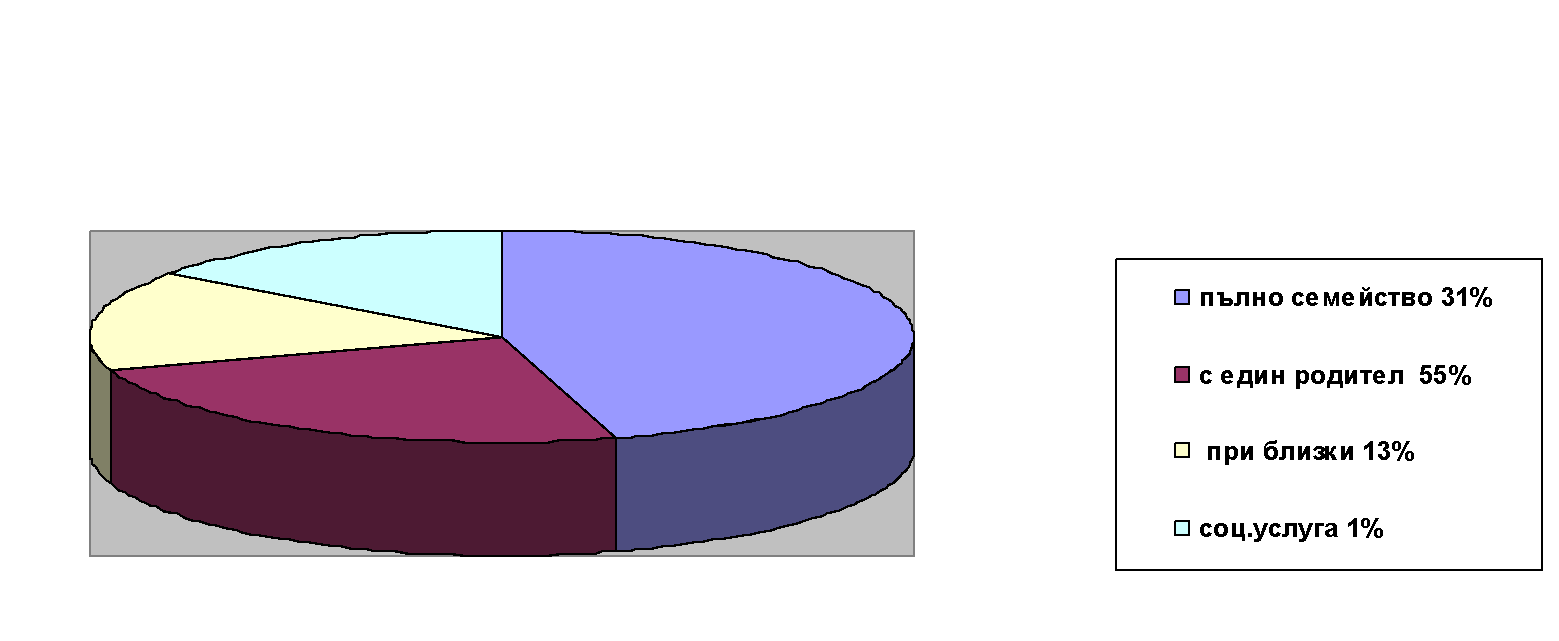 пълно семейство 31%
с един родител 55%
при близки 13%
соц.услуга 1%